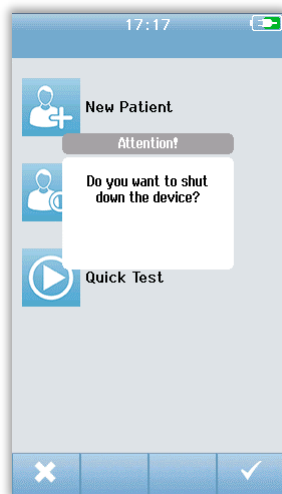 17:17
New Patient
Attention!
Do you want to shut
down the device?
Quick Test